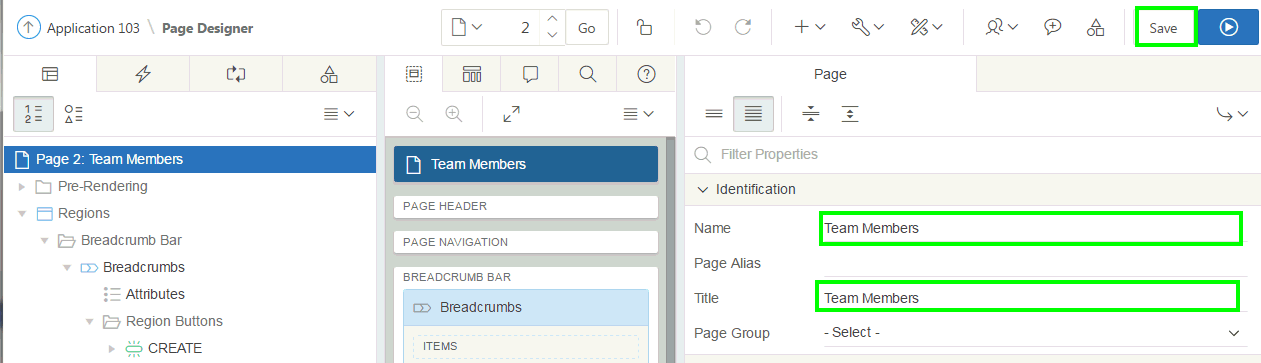 Application 103 \ Page Designer
2
Go
Save
Page
Filter Properties
Page 2: Team Members
Pre-Rendering
Regions
Breadcrumb Bar
Breadcrumbs
Attributes
Region Buttons
CREATE
Team Members
PAGE HEADER
PAGE NAVIGATION
BREADCRUMB BAR
Breadcrumbs
ITEMS
Identification
Name Team Members
Page Alias
Title Team Members
Page Group - Select -